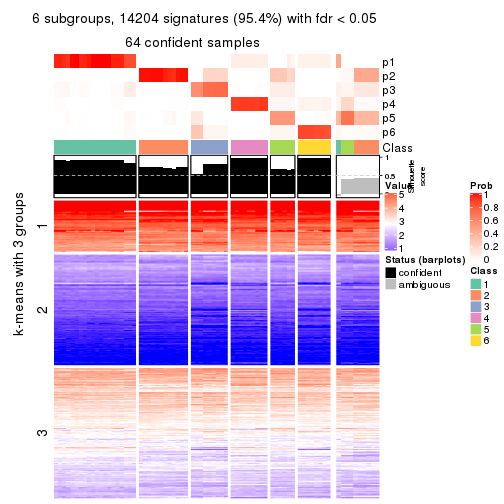 6 subgroups, 14204 signatures (95.4%) with fdr < 0.05
64 confident samples
p1
p2
p3
p4
p5
p6
Class
1
0.5
0
Silhouette
score
k-means with 3 groups
1
2
3
Value
5
4
3
2
1
Status (barplots)
confident
ambiguous
Prob
1
0.8
0.6
0.4
0.2
0
Class
1
2
3
4
5
6